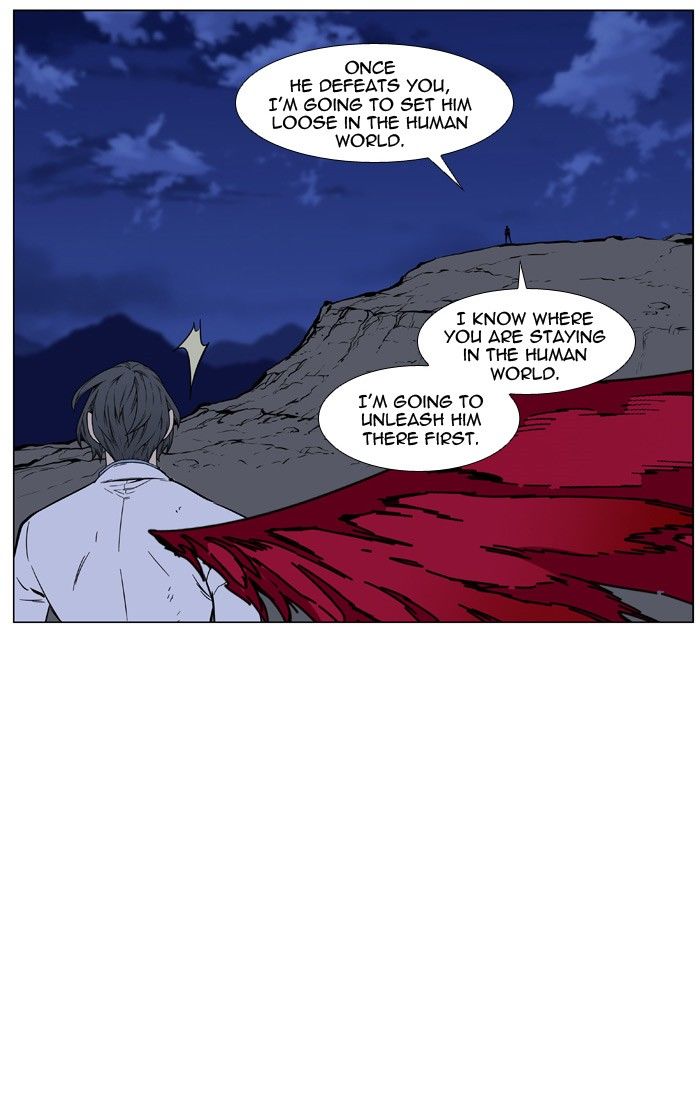 ONCE
HE DEFEATS YOU,
I'M GOING TO SET HIM
LOOSE IN THE HUMAN
WORLD.
I KNOW WHERE
YOU ARE STAYING
IN THE HUMAN
WORLD.
I'M GOING TO
UNLEASH HIM
THERE FIRST.